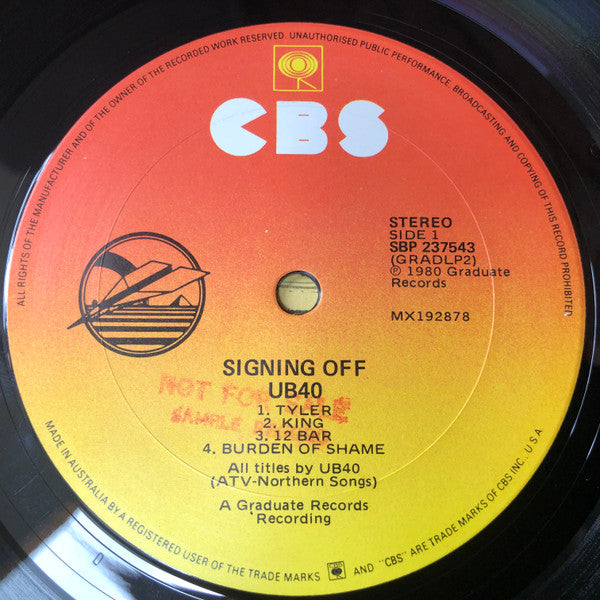 ALL RIGHTS OF THE MANUFACTURER AND OF THE OWNER OF THE RECORDED WORK RESERVED. UNAUTHORISED PUBLIC PERFORMANCE, BROADCASTING AND COPYING OF THIS RECORD PROHIBITED
CBS
STEREO
SIDE 1
SBP 237543
(GRADLP2)
℗ 1980 Graduate
Records
MX192878
SIGNING OFF
UB40
NOT FOR SALE
SAMPLE
1. TYLER
2. KING
3. 12 BAR
4. BURDEN OF SHAME
All titles by UB40
(ATV-Northern Songs)
A Graduate Records
Recording
MADE IN AUSTRALIA BY A REGISTERED USER OF THE TRADE MARKS AND "CBS" ARE TRADE MARKS OF CBS INC., U.S.A